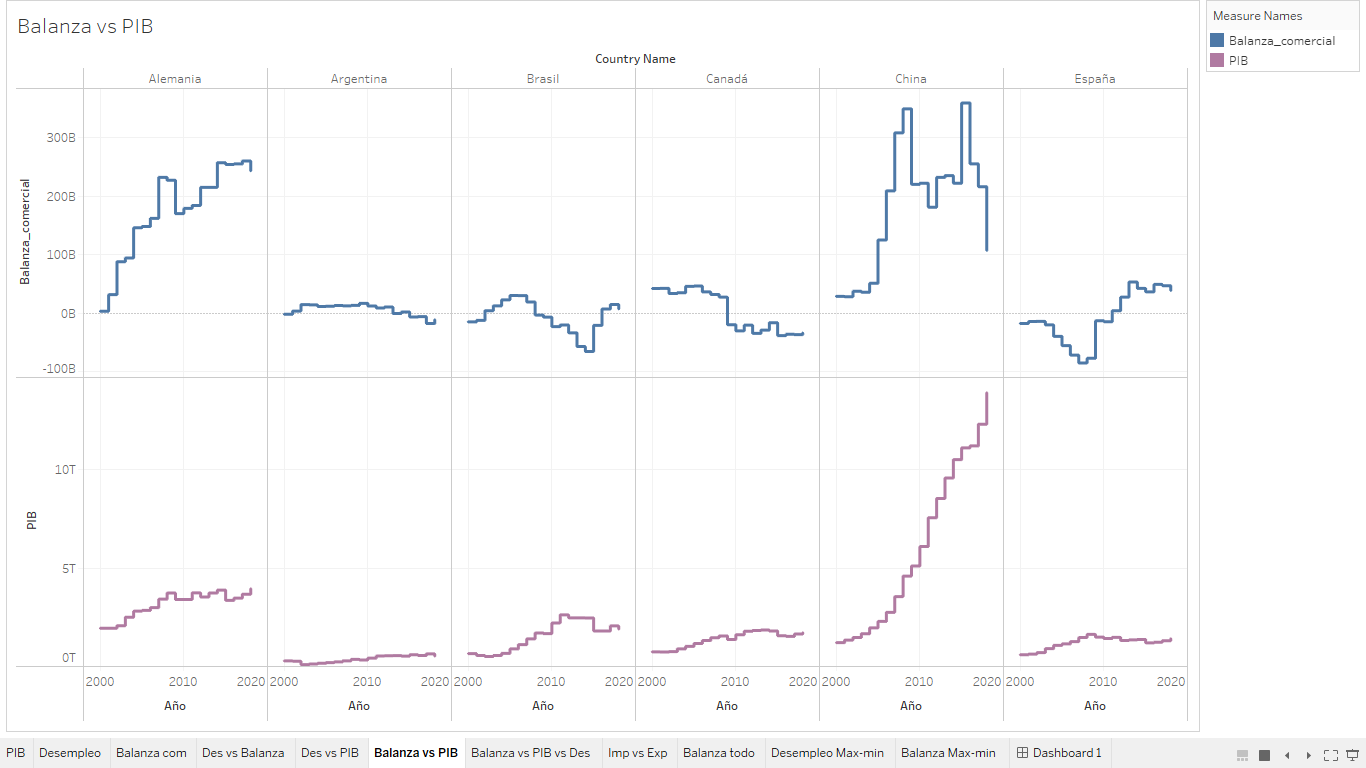 Balanza vs PIB
Measure Names
Balanza_comercial
PIB
Country Name
Alemania Argentina Brasil Canadá China España
Balanza_comercial
300B
200B
100B
0B
-100B
PIB
10T
5T
0T
2000 2010 2020 2000 2010 2020 2000 2010 2020 2000 2010 2020 2000 2010 2020 2000 2010 2020
Año Año Año Año Año Año
PIB Desempleo Balanza com Des vs Balanza Des vs PIB Balanza vs PIB Balanza vs PIB vs Des Imp vs Exp Balanza todo Desempleo Max-min Balanza Max-min Dashboard 1